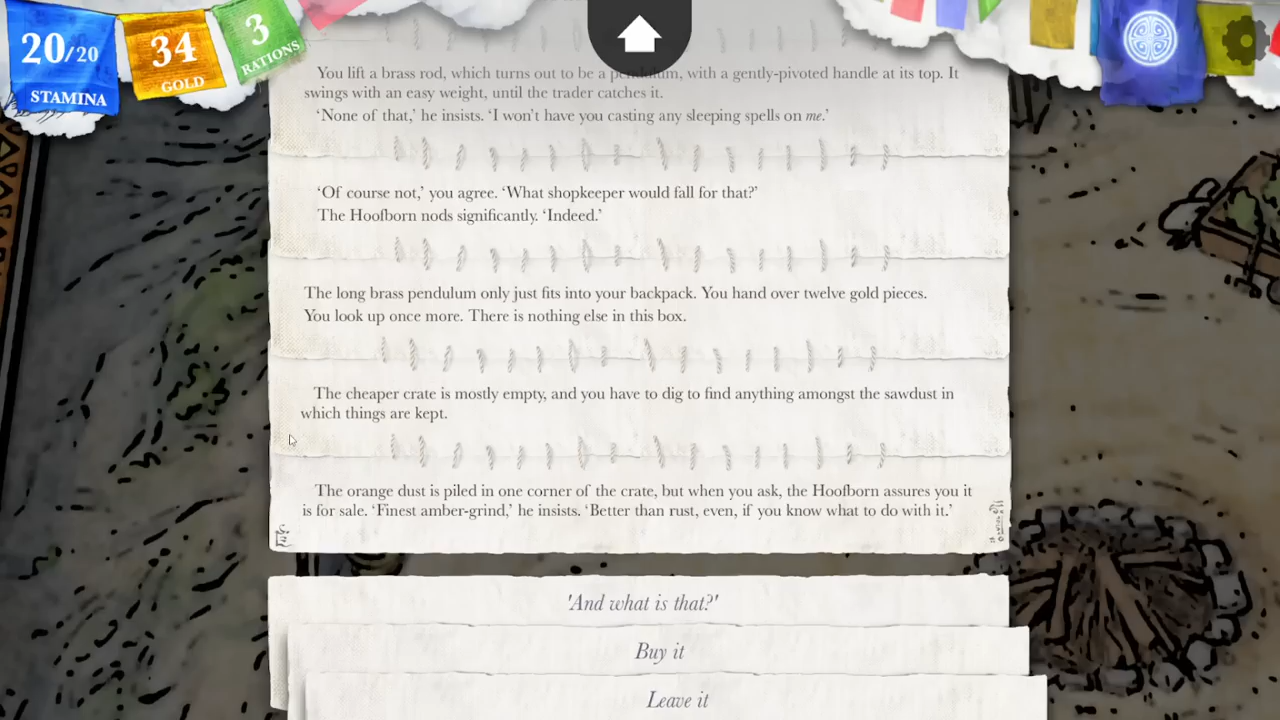 20/20
STAMINA
34
GOLD
3
RATIONS
You lift a brass rod, which turns out to be a pendulum, with a gently-pivoted handle at its top. It
swings with an easy weight, until the trader catches it.
‘None of that,’ he insists. ‘I won’t have you casting any sleeping spells on me.’
‘Of course not,’ you agree. ‘What shopkeeper would fall for that?’
The Hoofborn nods significantly. ‘Indeed.’
The long brass pendulum only just fits into your backpack. You hand over twelve gold pieces.
You look up once more. There is nothing else in this box.
The cheaper crate is mostly empty, and you have to dig to find anything amongst the sawdust in
which things are kept.
The orange dust is piled in one corner of the crate, but when you ask, the Hoofborn assures you it
is for sale. ‘Finest amber-grind,’ he insists. ‘Better than rust, even, if you know what to do with it.’
'And what is that?'
Buy it
Leave it